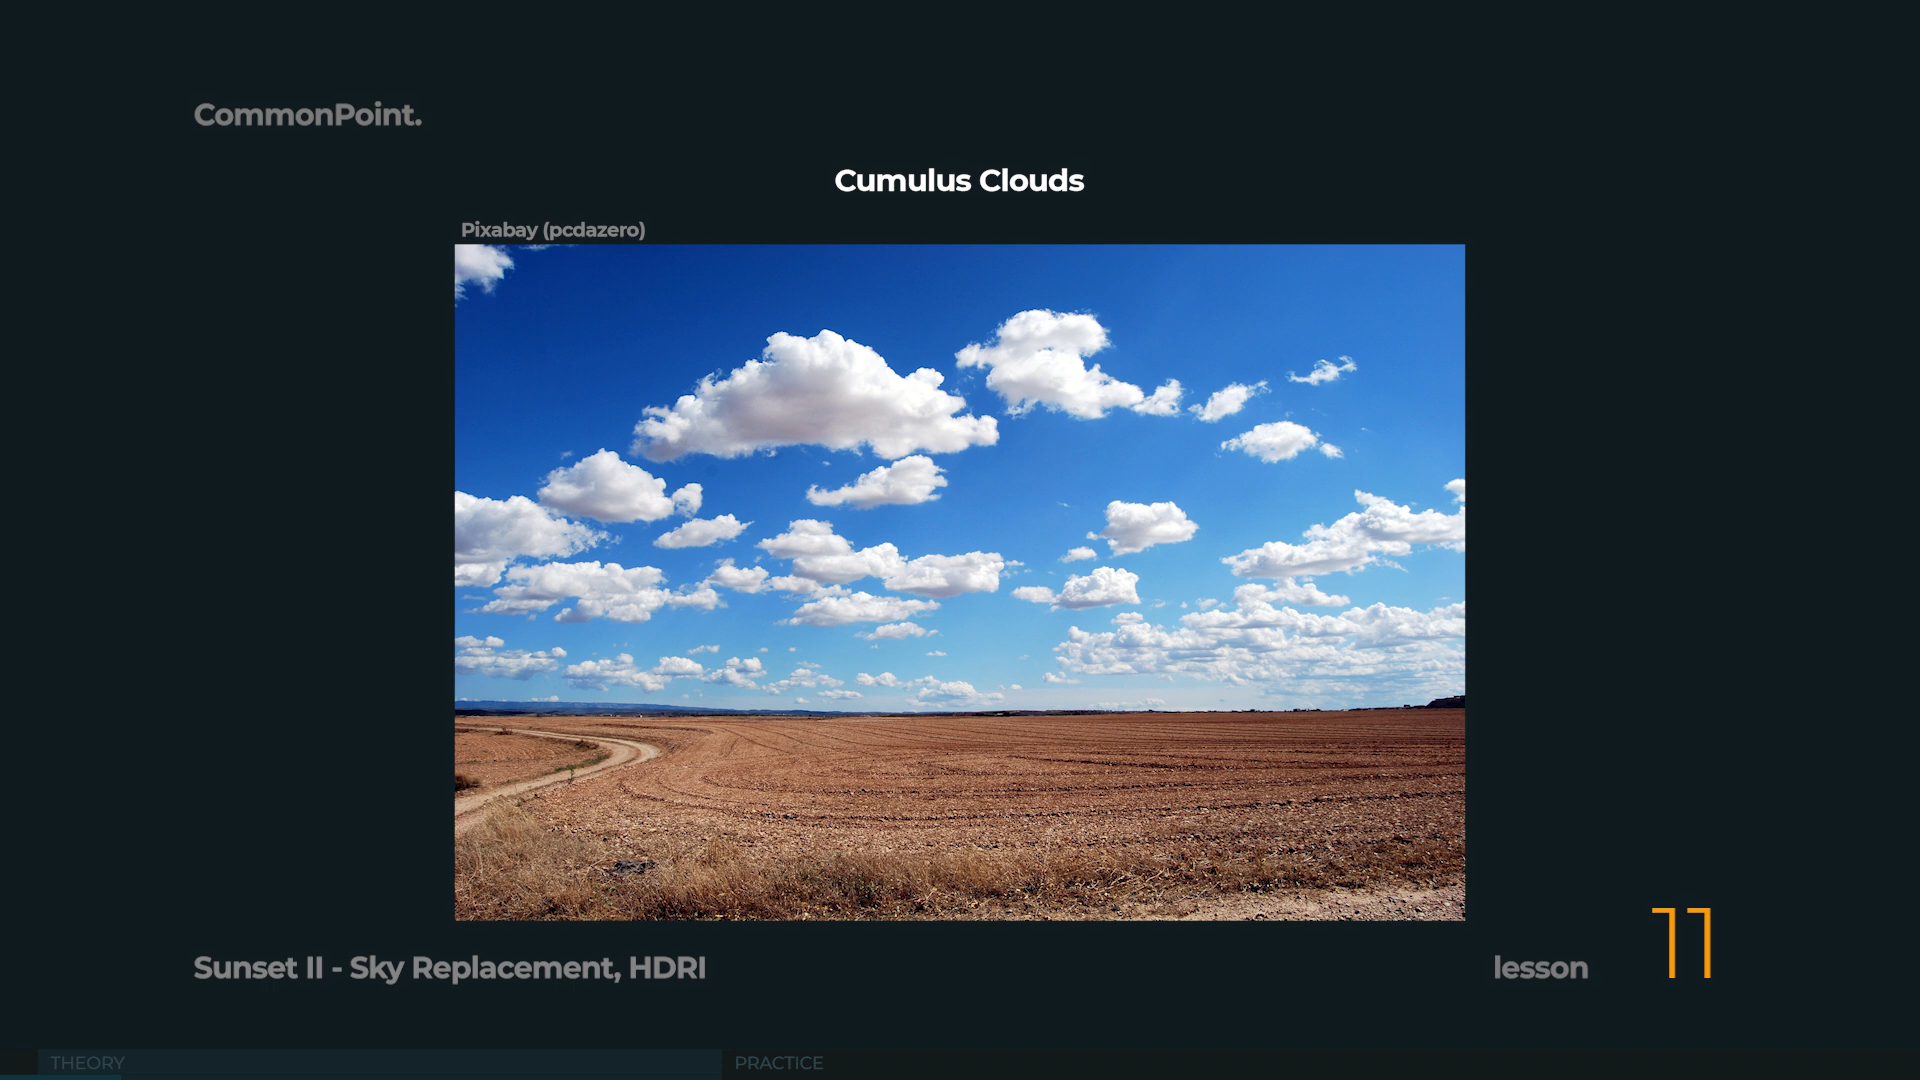 CommonPoint.
Cumulus Clouds
Pixabay (pcdazero)
Sunset II - Sky Replacement, HDRI
lesson 11
THEORY
PRACTICE